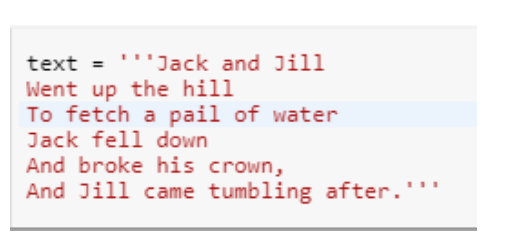 text = '''Jack and Jill
Went up the hill
To fetch a pail of water
Jack fell down
And broke his crown,
And Jill came tumbling after.'''